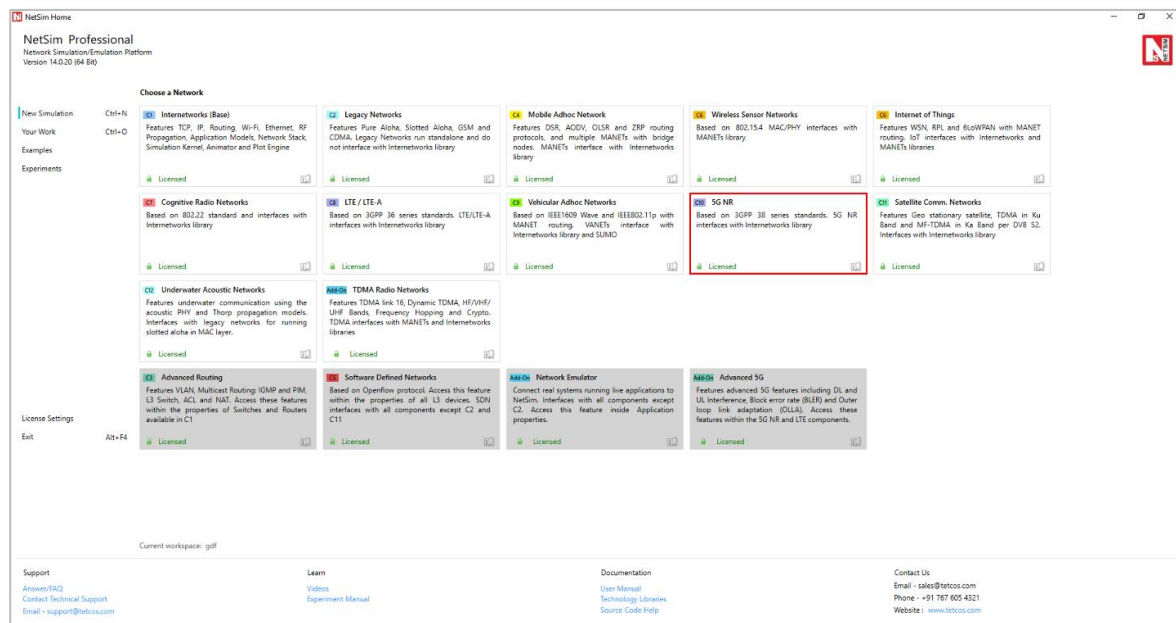 NetSim Home
NetSim Professional
Network Simulation/Emulation Platform
Version 14.0.20 (64 Bit)
NETSIM
Choose a Network
New Simulation Ctrl+N
Your Work Ctrl+O
Examples
Experiments
License Settings
Exit Alt+F4
C1 Internetworks (Base)
Features TCP, IP, Routing, Wi-Fi, Ethernet, RF
Propagation, Application Models, Network Stack,
Simulation Kernel, Animator and Plot Engine
Licensed
C2 Legacy Networks
Features Pure Aloha, Slotted Aloha, GSM and
CDMA. Legacy Networks run standalone and do
not interface with Internetworks library
Licensed
C4 Mobile Adhoc Network
Features DSR, AODV, OLSR and ZRP routing
protocols, and multiple MANETs with bridge
nodes. MANETs interface with Internetworks
library
Licensed
Wireless Sensor Networks
Based on 802.15.4 MAC/PHY interfaces with
MANETs library
Licensed
Internet of Things
Features WSN, RPL and 6LoWPAN with MANET
routing. IoT interfaces with Internetworks and
MANETs libraries
Licensed
C7 Cognitive Radio Networks
Based on 802.22 standard and interfaces with
Internetworks library
Licensed
C8 LTE / LTE-A
Based on 3GPP 36 series standards. LTE/LTE-A
interfaces with Internetworks library
Licensed
C9 Vehicular Adhoc Networks
Based on IEEE1609 Wave and IEEE802.11p with
MANET routing. VANETs interface with
Internetworks library and SUMO
Licensed
C10 5G NR
Based on 3GPP 38 series standards. 5G NR
interfaces with Internetworks library
Licensed
C11 Satellite Comm. Networks
Features Geo stationary satellite, TDMA in Ku
Band and MF-TDMA in Ka Band per DVB S2.
Interfaces with Internetworks library
Licensed
C12 Underwater Acoustic Networks
Features underwater communication using the
acoustic PHY and Thorp propagation models.
Interfaces with legacy networks for running
slotted aloha in MAC layer.
Licensed
Add-On TDMA Radio Networks
Features TDMA link 16, Dynamic TDMA, HF/VHF/
UHF Bands, Frequency Hopping and Crypto.
TDMA interfaces with MANETs and Internetworks
libraries
Licensed
C3 Advanced Routing
Features VLAN, Multicast Routing: IGMP and PIM,
L3 Switch, ACL and NAT. Access these features
within the properties of Switches and Routers
available in C1
Licensed
Software Defined Networks
Based on Openflow protocol. Access this feature
within the properties of all L3 devices. SDN
interfaces with all components except C2 and
C11
Licensed
Add-On Network Emulator
Connect real systems running live applications to
NetSim. Interfaces with all components except
C2. Access this feature inside Application
properties.
Licensed
Add-On Advanced 5G
Features advanced 5G features including DL and
UL Interference, Block error rate (BLER) and Outer
loop link adaptation (OLLA). Access these
features within the 5G NR and LTE components.
Licensed
Current workspace: gdf
Support
Answer/FAQ
Contact Technical Support
Email - support@tetcos.com
Learn
Videos
Experiment Manual
Documentation
User Manual
Technology Libraries
Source Code Help
Contact Us
Email - sales@tetcos.com
Phone - +91 767 605 4321
Website : www.tetcos.com